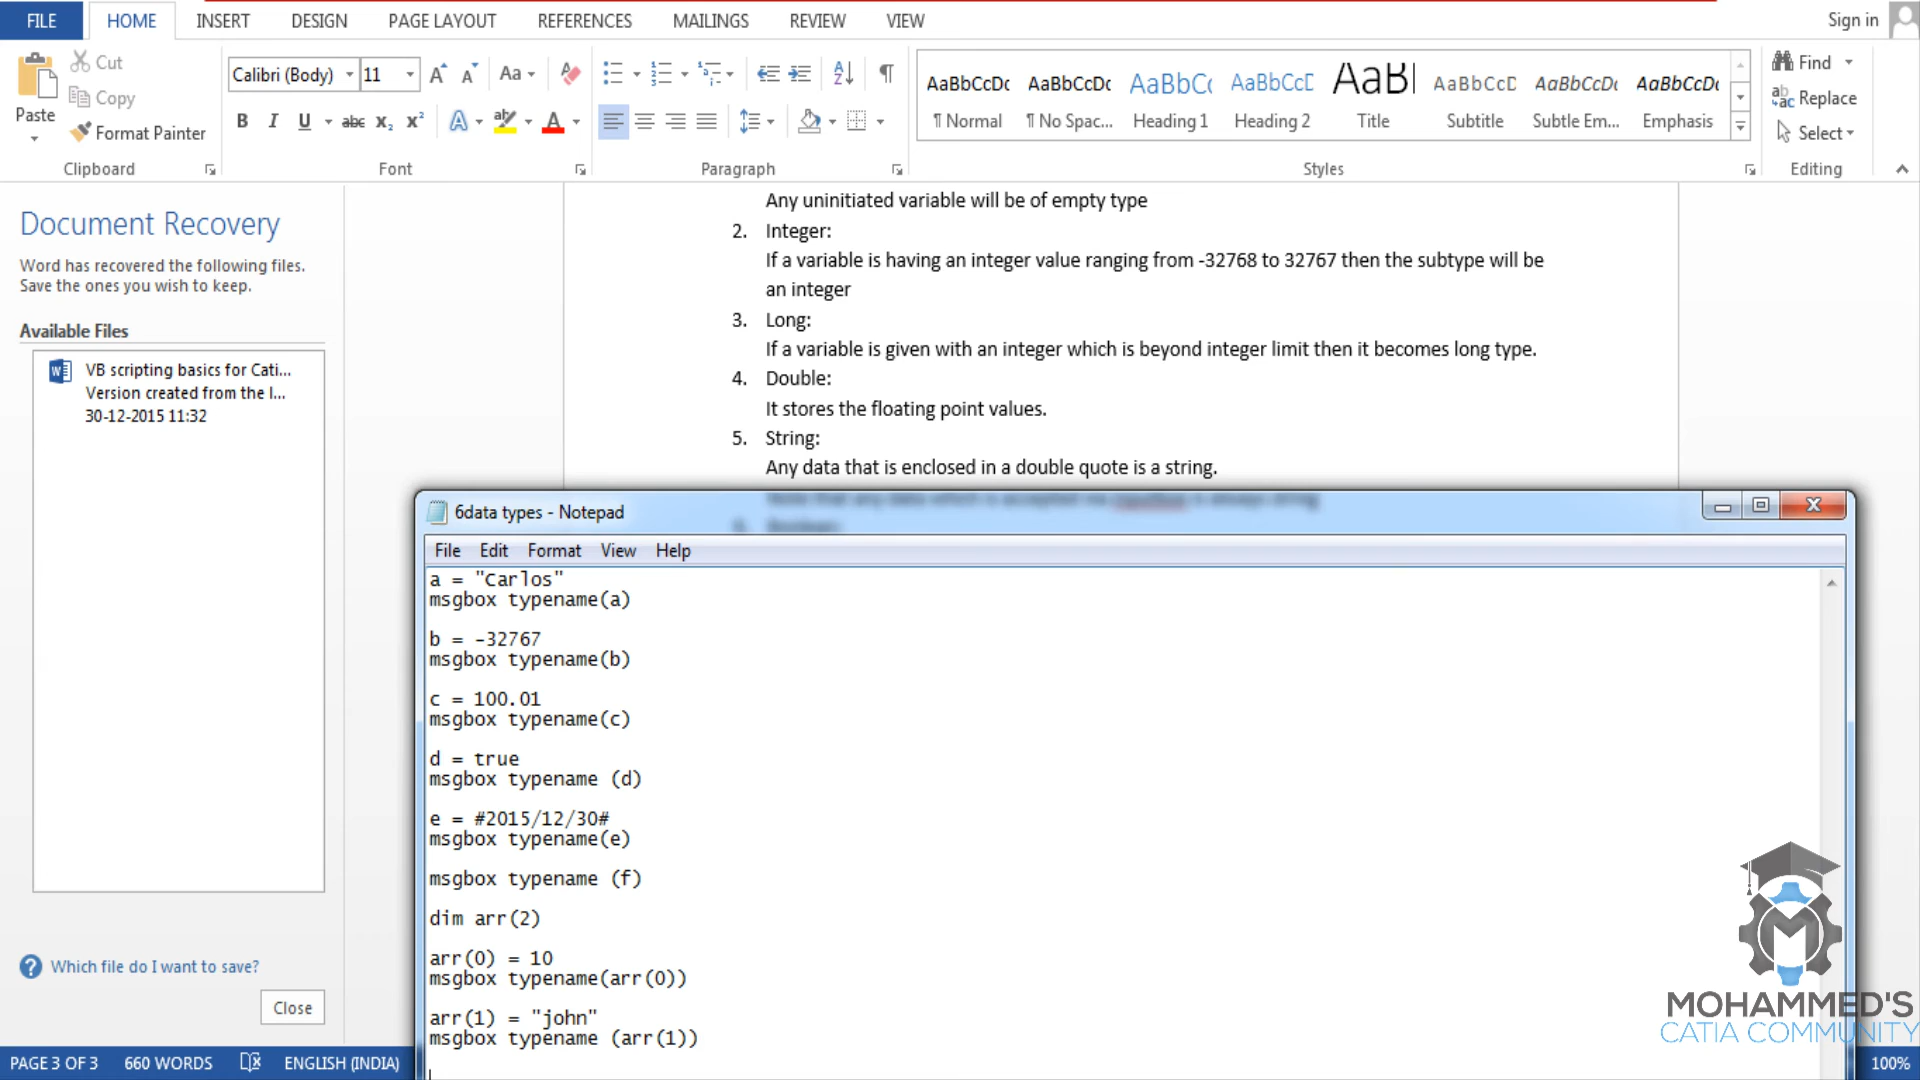 FILE HOME INSERT DESIGN PAGE LAYOUT REFERENCES MAILINGS REVIEW VIEW Sign in
Cut
Copy
Paste
Format Painter
Clipboard
Calibri (Body) 11
Font
Paragraph
AaBbCcDc AaBbCcDc AaBbCc AaBbCcD AaBl AaBbCcD AaBbCcDc AaBbCcDc
¶ Normal ¶ No Spac... Heading 1 Heading 2 Title Subtitle Subtle Em... Emphasis
Styles
Find
Replace
Select
Editing
Document Recovery
Word has recovered the following files.
Save the ones you wish to keep.
Available Files
VB scripting basics for Cati...
Version created from the l...
30-12-2015 11:32
Which file do I want to save?
Close
Any uninitiated variable will be of empty type
2. Integer:
If a variable is having an integer value ranging from -32768 to 32767 then the subtype will be
an integer
3. Long:
If a variable is given with an integer which is beyond integer limit then it becomes long type.
4. Double:
It stores the floating point values.
5. String:
Any data that is enclosed in a double quote is a string.
6data types - Notepad
File Edit Format View Help
a = "Carlos"
msgbox typename(a)
b = -32767
msgbox typename(b)
c = 100.01
msgbox typename(c)
d = true
msgbox typename (d)
e = #2015/12/30#
msgbox typename(e)
msgbox typename (f)
dim arr(2)
arr(0) = 10
msgbox typename(arr(0))
arr(1) = "john"
msgbox typename (arr(1))
MOHAMMED'S
CATIA COMMUNITY
PAGE 3 OF 3 660 WORDS ENGLISH (INDIA) 100%